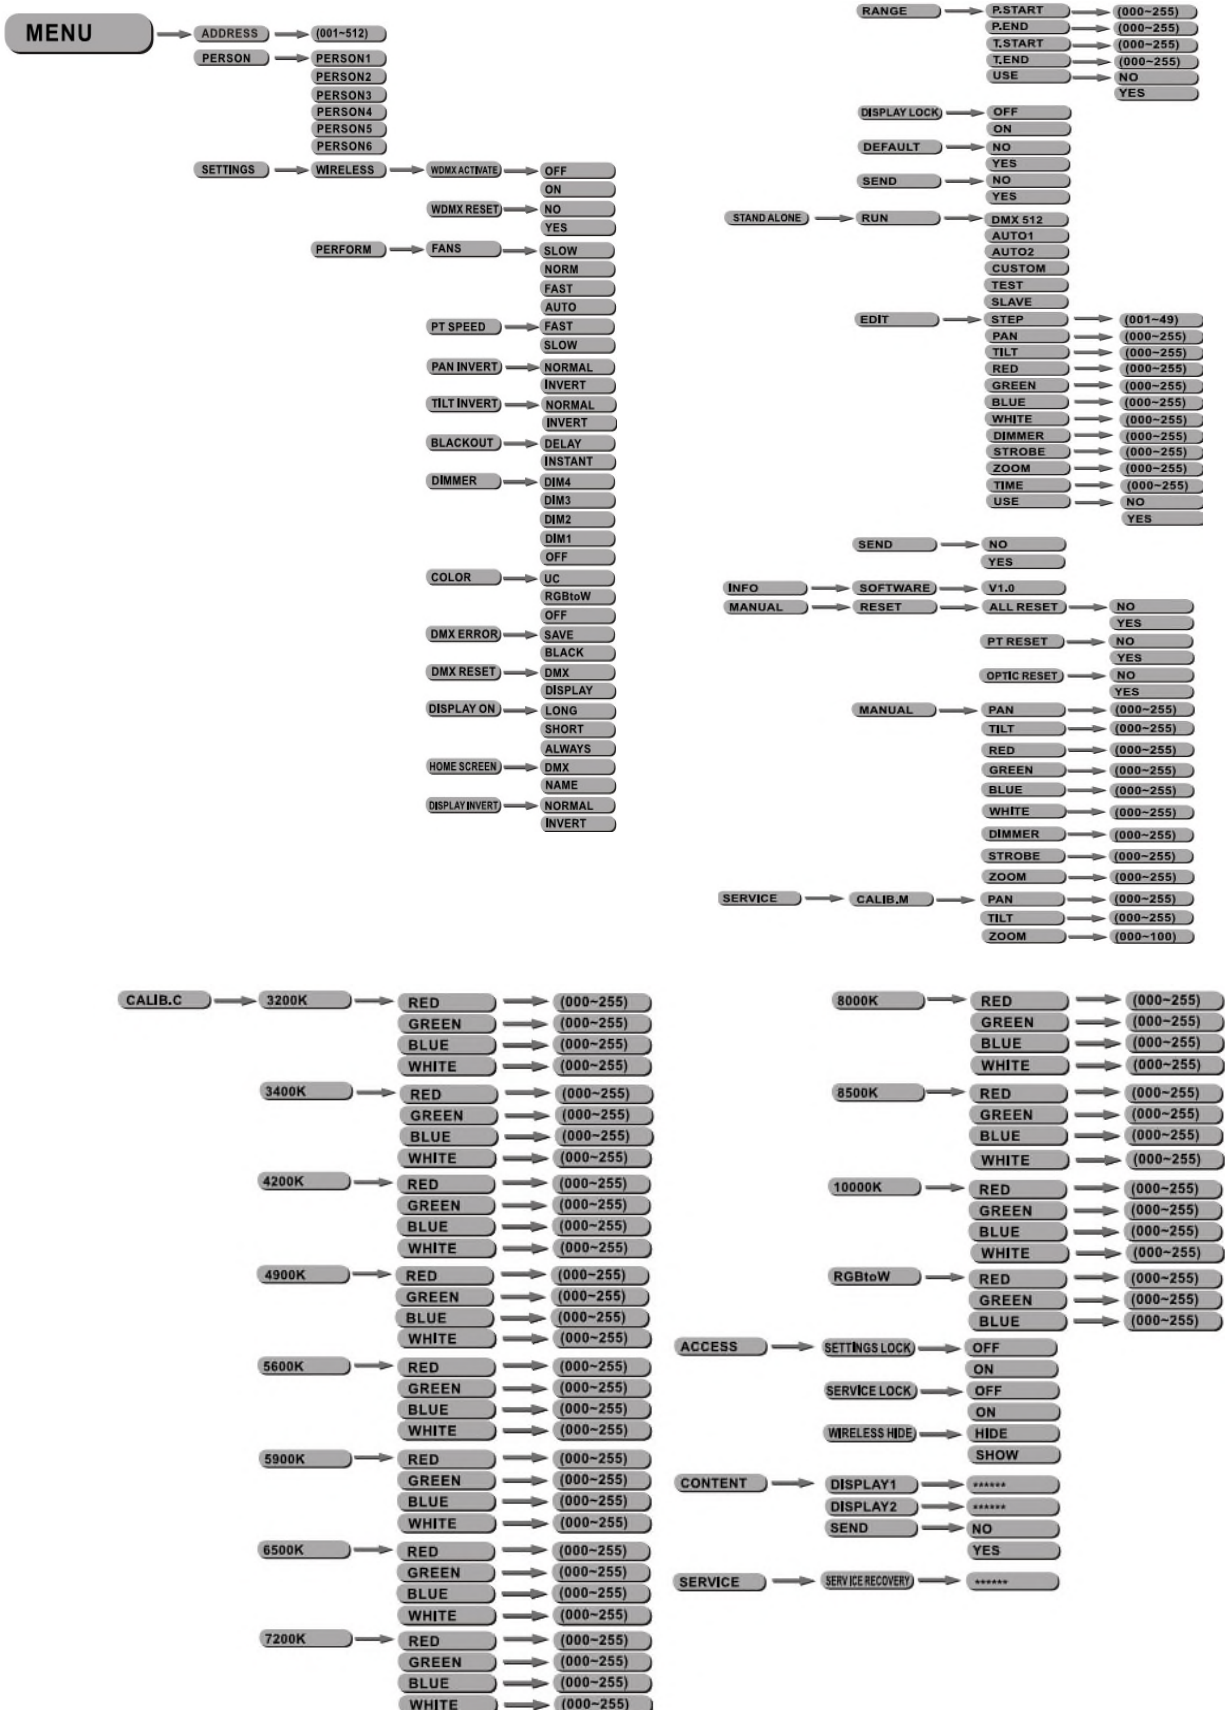 MENU ADDRESS (001~512)
PERSON PERSON1
PERSON2
PERSON3
PERSON4
PERSON5
PERSON6
SETTINGS WIRELESS WDMX ACTIVATE OFF
ON
WDMX RESET NO
YES
PERFORM FANS SLOW
NORM
FAST
AUTO
PT SPEED FAST
SLOW
PAN INVERT NORMAL
INVERT
TILT INVERT NORMAL
INVERT
BLACKOUT DELAY
INSTANT
DIMMER DIM4
DIM3
DIM2
DIM1
OFF
COLOR UC
RGBtoW
OFF
DMX ERROR SAVE
BLACK
DMX RESET DMX
DISPLAY
DISPLAY ON LONG
SHORT
ALWAYS
HOME SCREEN DMX
NAME
DISPLAY INVERT NORMAL
INVERT
RANGE P.START (000~255)
P.END (000~255)
T.START (000~255)
T.END (000~255)
USE NO
YES
DISPLAY LOCK OFF
ON
DEFAULT NO
YES
SEND NO
YES
STAND ALONE RUN DMX 512
AUTO1
AUTO2
CUSTOM
TEST
SLAVE
EDIT STEP (001~49)
PAN (000~255)
TILT (000~255)
RED (000~255)
GREEN (000~255)
BLUE (000~255)
WHITE (000~255)
DIMMER (000~255)
STROBE (000~255)
ZOOM (000~255)
TIME (000~255)
USE NO
YES
SEND NO
YES
INFO SOFTWARE V1.0
MANUAL RESET ALL RESET NO
YES
PT RESET NO
YES
OPTIC RESET NO
YES
MANUAL PAN (000~255)
TILT (000~255)
RED (000~255)
GREEN (000~255)
BLUE (000~255)
WHITE (000~255)
DIMMER (000~255)
STROBE (000~255)
ZOOM (000~255)
SERVICE CALIB.M PAN (000~255)
TILT (000~255)
ZOOM (000~100)
CALIB.C 3200K RED (000~255)
GREEN (000~255)
BLUE (000~255)
WHITE (000~255)
3400K RED (000~255)
GREEN (000~255)
BLUE (000~255)
WHITE (000~255)
4200K RED (000~255)
GREEN (000~255)
BLUE (000~255)
WHITE (000~255)
4900K RED (000~255)
GREEN (000~255)
BLUE (000~255)
WHITE (000~255)
5600K RED (000~255)
GREEN (000~255)
BLUE (000~255)
WHITE (000~255)
5900K RED (000~255)
GREEN (000~255)
BLUE (000~255)
WHITE (000~255)
6500K RED (000~255)
GREEN (000~255)
BLUE (000~255)
WHITE (000~255)
7200K RED (000~255)
GREEN (000~255)
BLUE (000~255)
WHITE (000~255)
8000K RED (000~255)
GREEN (000~255)
BLUE (000~255)
WHITE (000~255)
8500K RED (000~255)
GREEN (000~255)
BLUE (000~255)
WHITE (000~255)
10000K RED (000~255)
GREEN (000~255)
BLUE (000~255)
WHITE (000~255)
RGBtoW RED (000~255)
GREEN (000~255)
BLUE (000~255)
ACCESS SETTINGS LOCK OFF
ON
SERVICE LOCK OFF
ON
WIRELESS HIDE HIDE
SHOW
CONTENT DISPLAY1 ******
DISPLAY2 ******
SEND NO
YES
SERVICE SERVICE RECOVERY ******